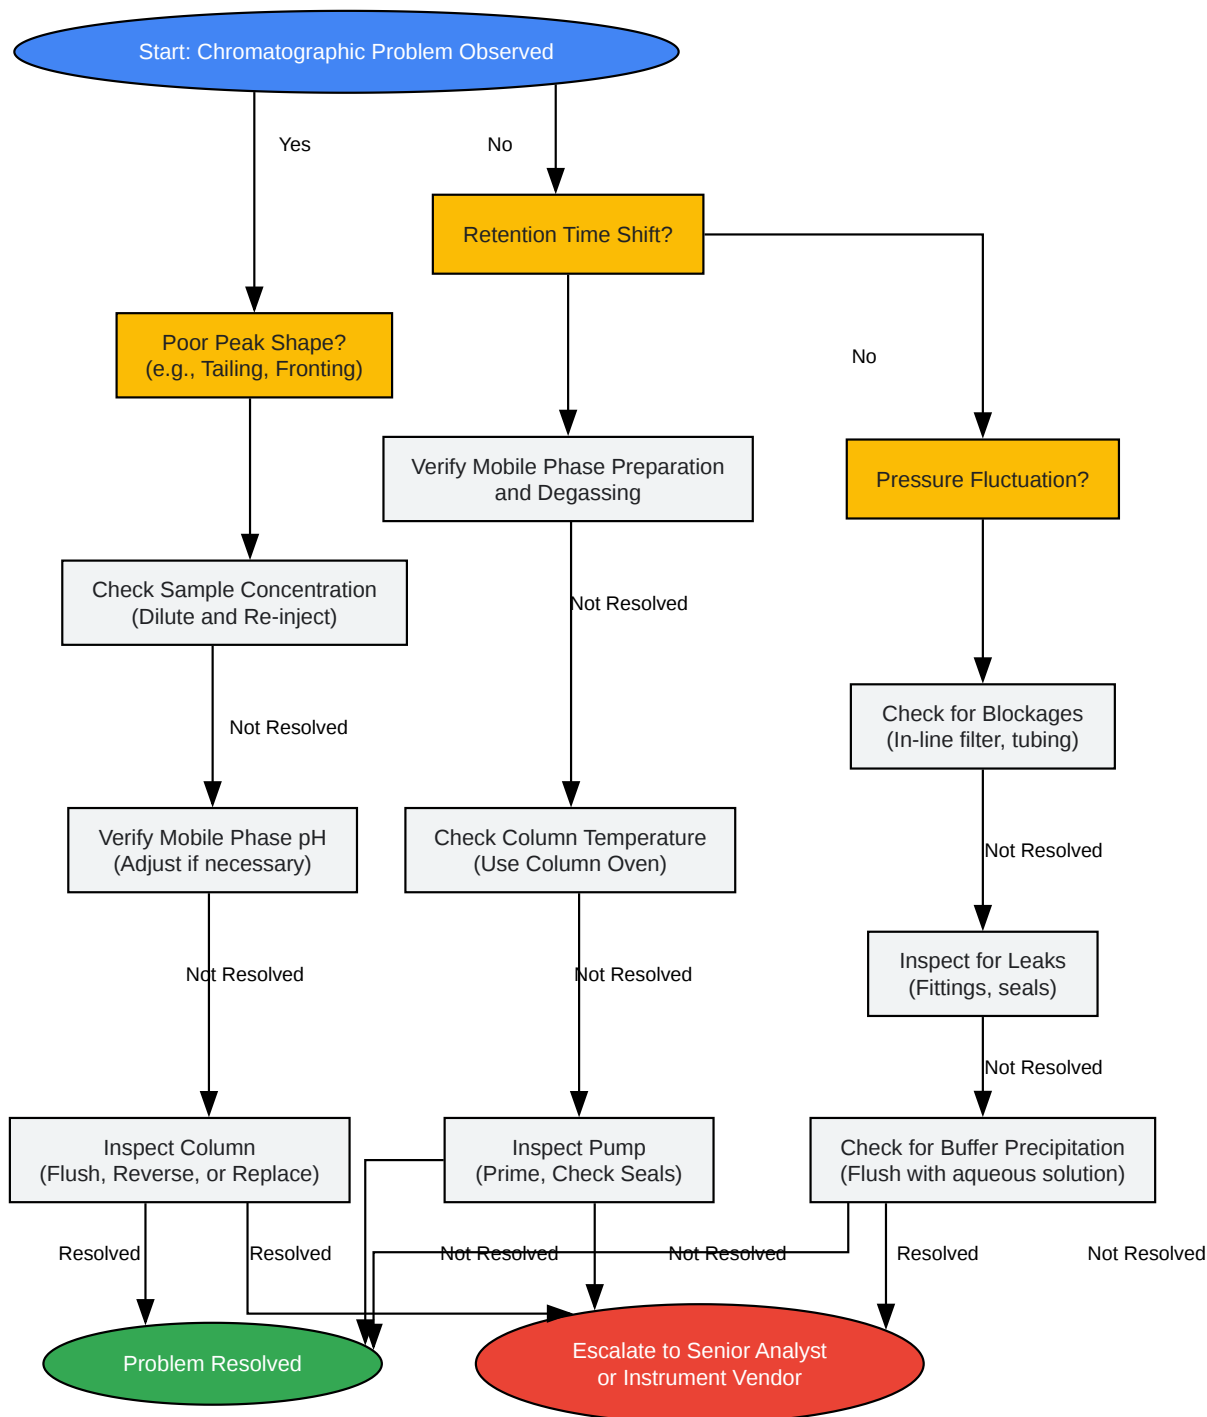 Start: Chromatographic Problem Observed
Yes
No
Retention Time Shift?
Poor Peak Shape?
(e.g., Tailing, Fronting)
No
Verify Mobile Phase Preparation
and Degassing
Pressure Fluctuation?
Check Sample Concentration
(Dilute and Re-inject)
Not Resolved
Not Resolved
Check for Blockages
(In-line filter, tubing)
Verify Mobile Phase pH
(Adjust if necessary)
Check Column Temperature
(Use Column Oven)
Not Resolved
Inspect for Leaks
(Fittings, seals)
Not Resolved
Not Resolved
Not Resolved
Inspect Column
(Flush, Reverse, or Replace)
Inspect Pump
(Prime, Check Seals)
Check for Buffer Precipitation
(Flush with aqueous solution)
Resolved
Resolved
Not Resolved
Not Resolved
Resolved
Not Resolved
Problem Resolved
Escalate to Senior Analyst
or Instrument Vendor